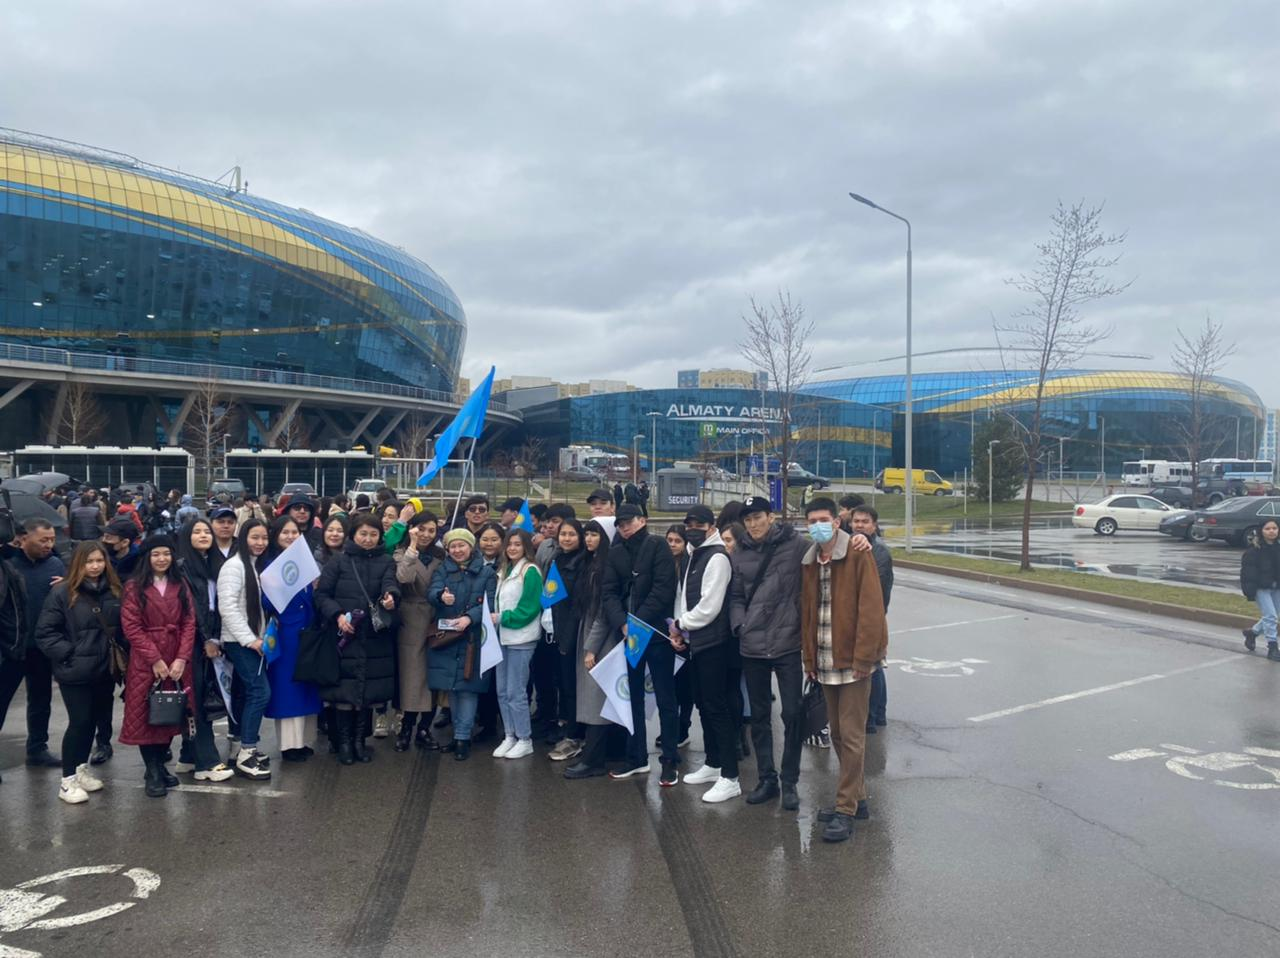 ALMATY ARENA
m MAIN OFFICE
SECURITY
C